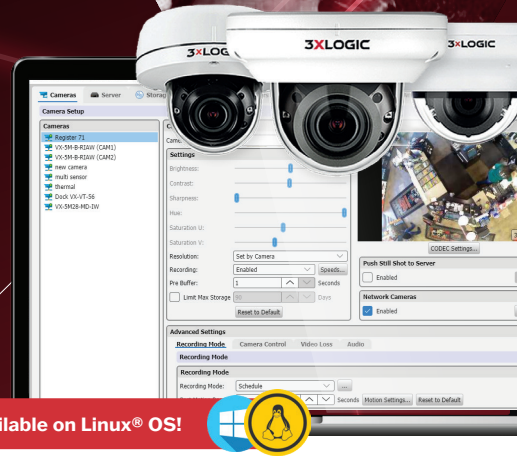 3XLOGIC
3XLOGIC
3XLOGIC
Cameras Server
Camera Setup
Cameras
Register 71
VX-5M-B-RIAW (CAM1)
VX-5M-B-RIAW (CAM2)
new camera
multi sensor
thermal
Dock VX-VT-56
VX-5M28-MD-IW
Settings
Brightness:
Contrast:
Sharpness:
Hue:
Saturation U:
Saturation V:
Resolution: Set by Camera
Recording: Enabled Speeds...
Pre Buffer: 1 Seconds
Limit Max Storage 90 Days
Reset to Default
CODEC Settings...
Push Still Shot to Server
Enabled
Network Cameras
Enabled
Advanced Settings
Recording Mode Camera Control Video Loss Audio
Recording Mode
Recording Mode
Recording Mode: Schedule ...
Seconds Motion Settings... Reset to Default
ilable on Linux® OS!